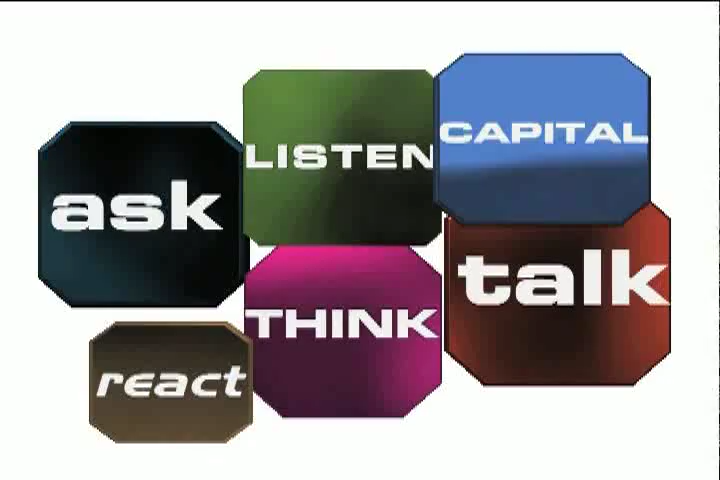 ask
LISTEN
CAPITAL
talk
THINK
react